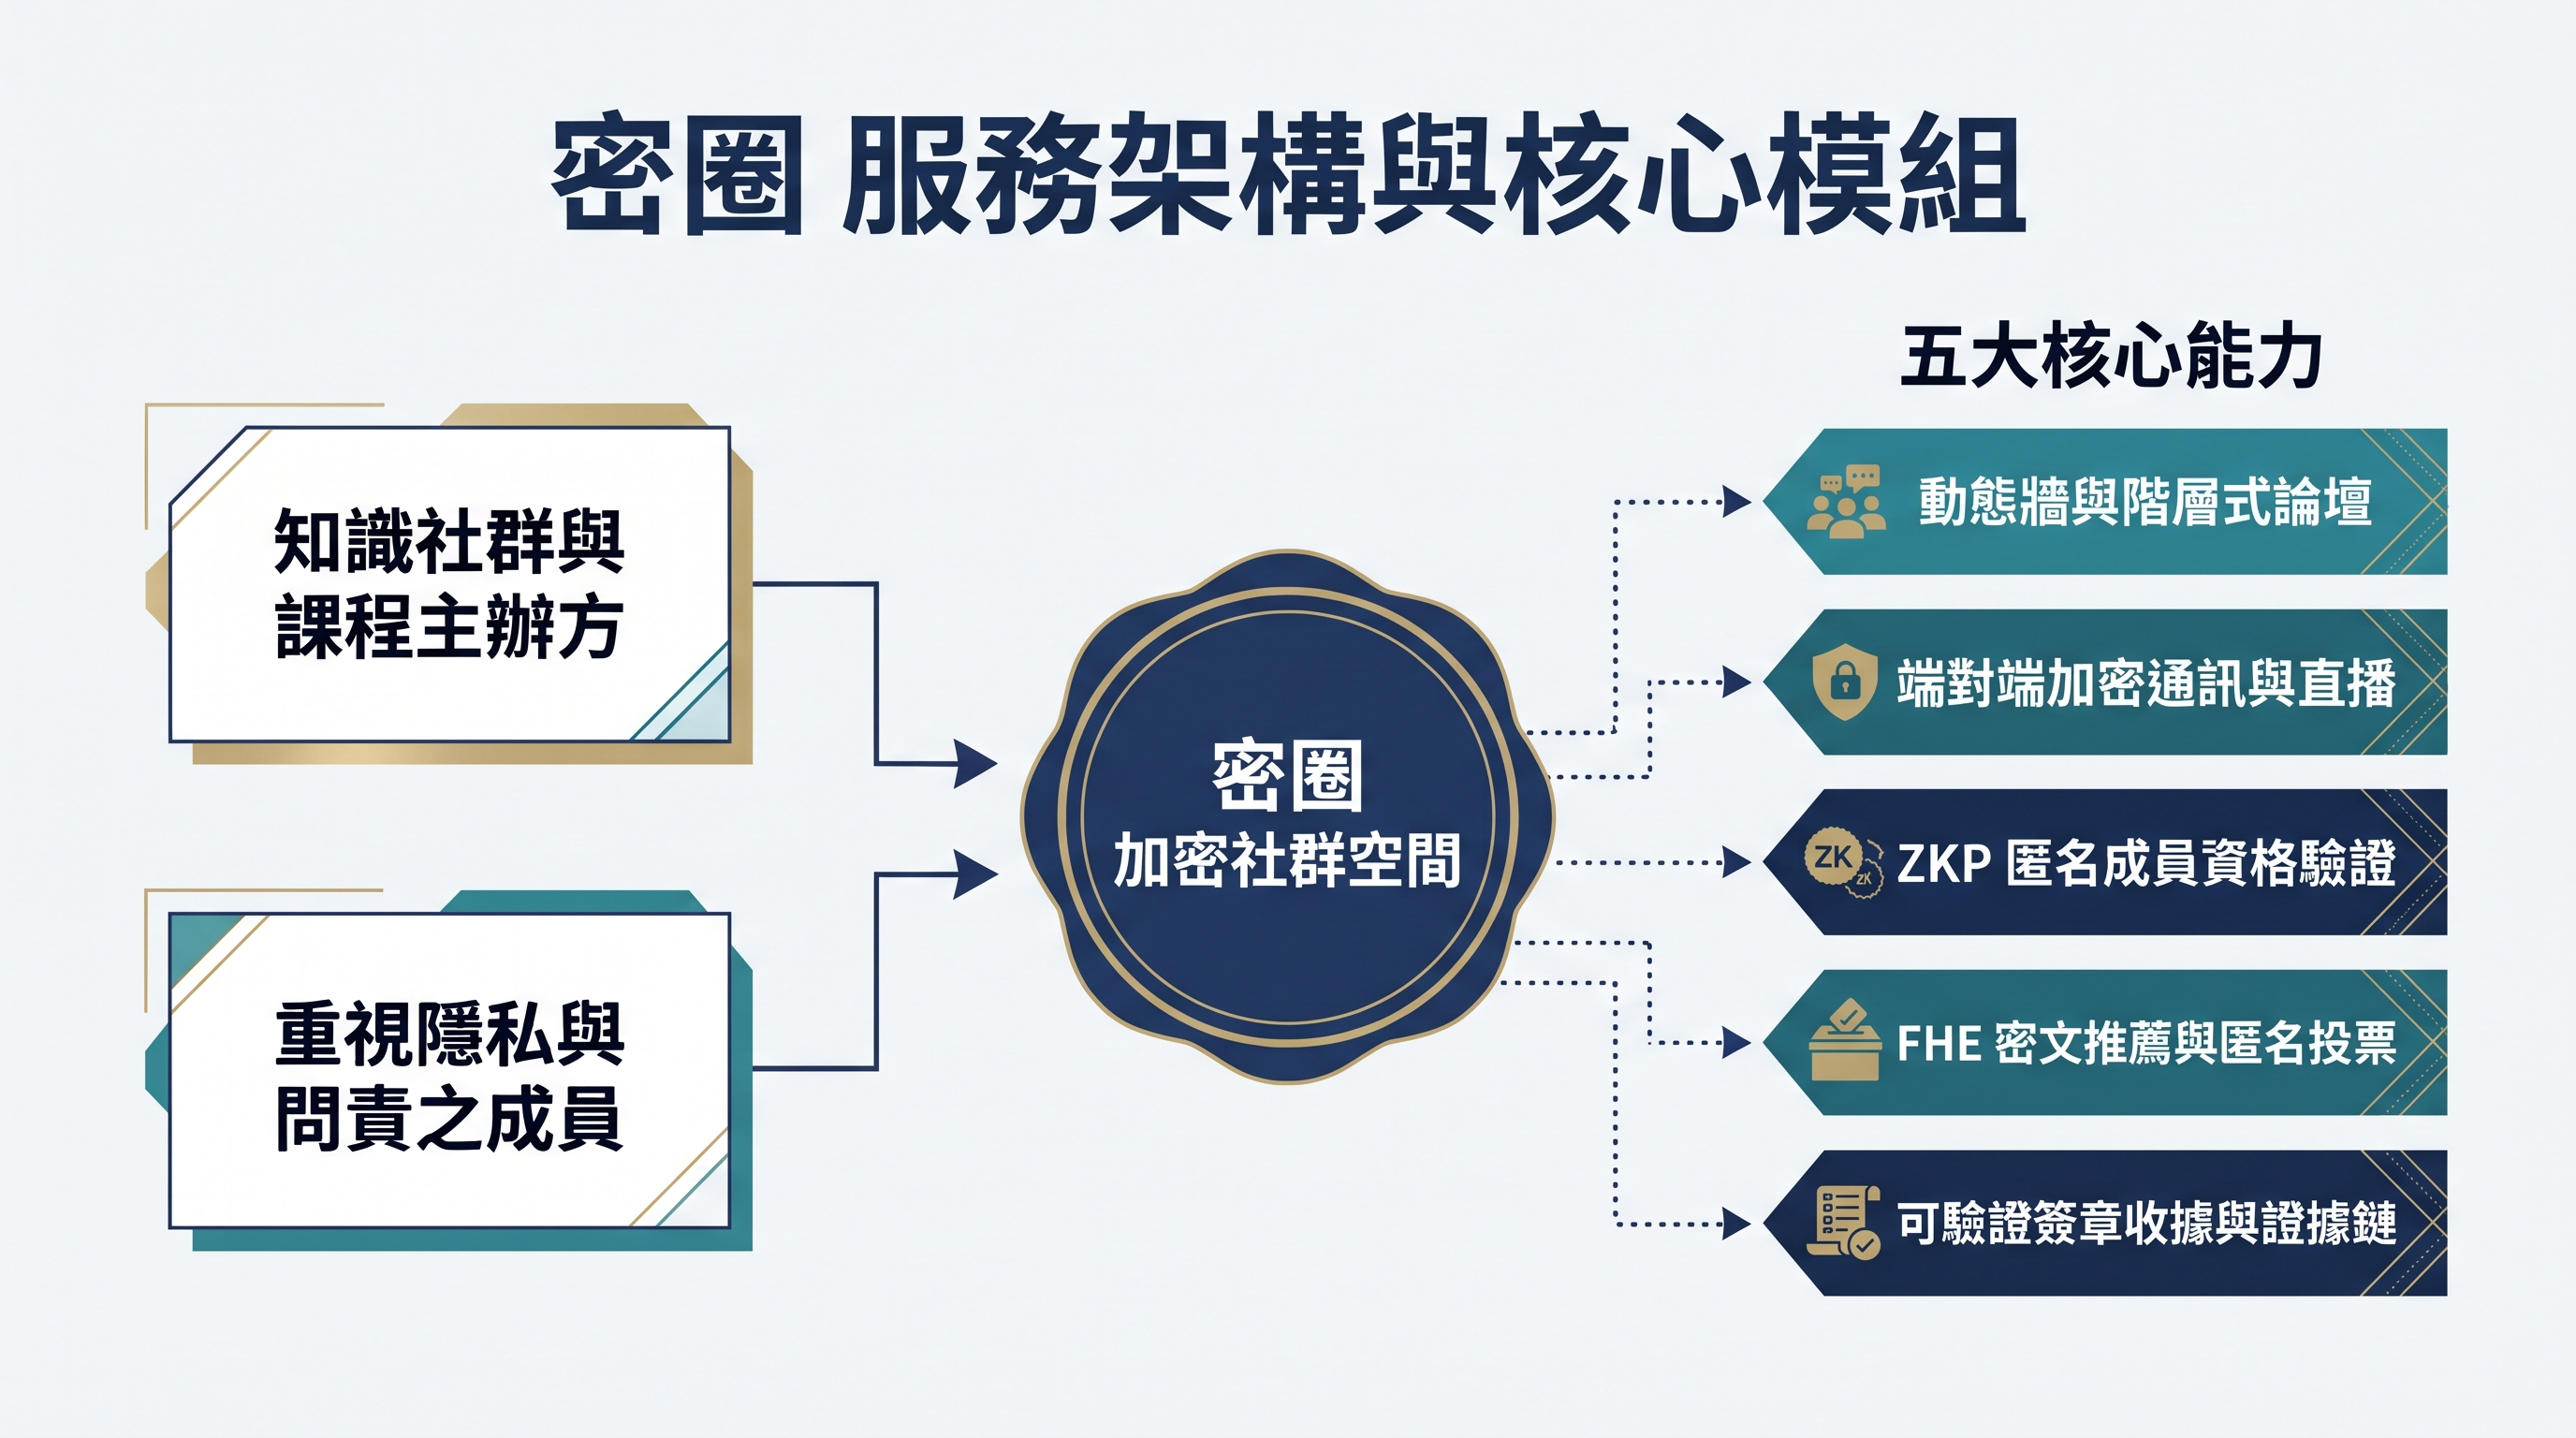 密圈 服務架構與核心模組
知識社群與
課程主辦方
重視隱私與
問責之成員
密圈
加密社群空間
五大核心能力
動態牆與階層式論壇
端對端加密通訊與直播
ZK
ZK
ZKP 匿名成員資格驗證
FHE 密文推薦與匿名投票
可驗證簽章收據與證據鏈